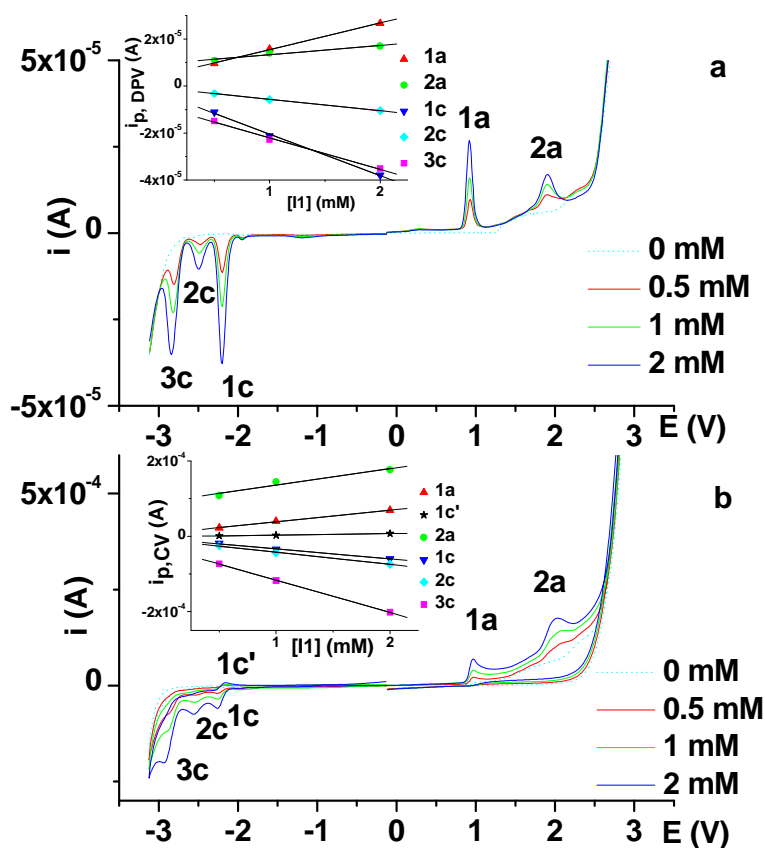 a
5x10⁻⁵
0
-5x10⁻⁵
i (A)
2x10⁻⁵
0
-2x10⁻⁵
-4x10⁻⁵
i p, DPV (A)
1 2
[I1] (mM)
1a
2a
1c
2c
3c
1a
2a
2c
3c
1c
0 mM
0.5 mM
1 mM
2 mM
-3 -2 -1 0 1 2 3
E (V)
b
5x10⁻⁴
0
i (A)
2x10⁻⁴
0
-2x10⁻⁴
i p,CV (A)
1 2
[I1] (mM)
1a
1c'
2a
1c
2c
3c
1a
2a
1c'
2c 1c
3c
0 mM
0.5 mM
1 mM
2 mM
-3 -2 -1 0 1 2 3
E (V)